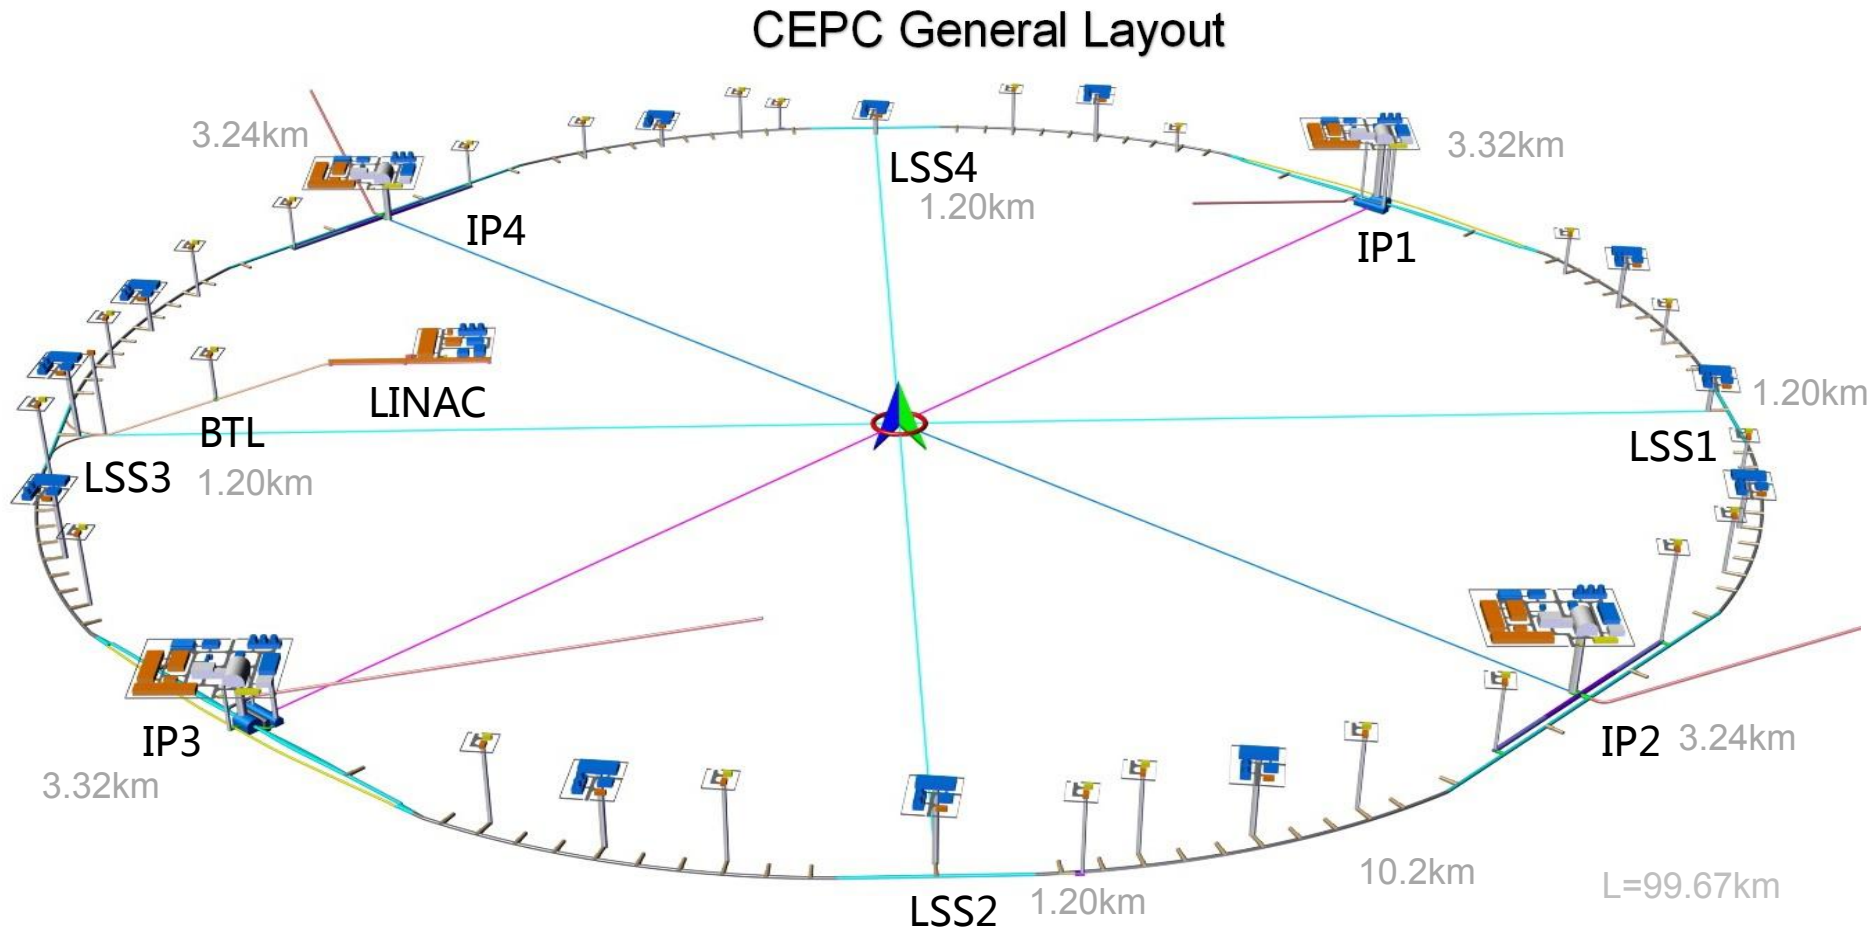 CEPC General Layout
3.24km
IP4
LSS4
1.20km
3.32km
IP1
LINAC
BTL
LSS3
1.20km
1.20km
LSS1
IP3
3.32km
IP2
3.24km
LSS2
1.20km
10.2km
L=99.67km